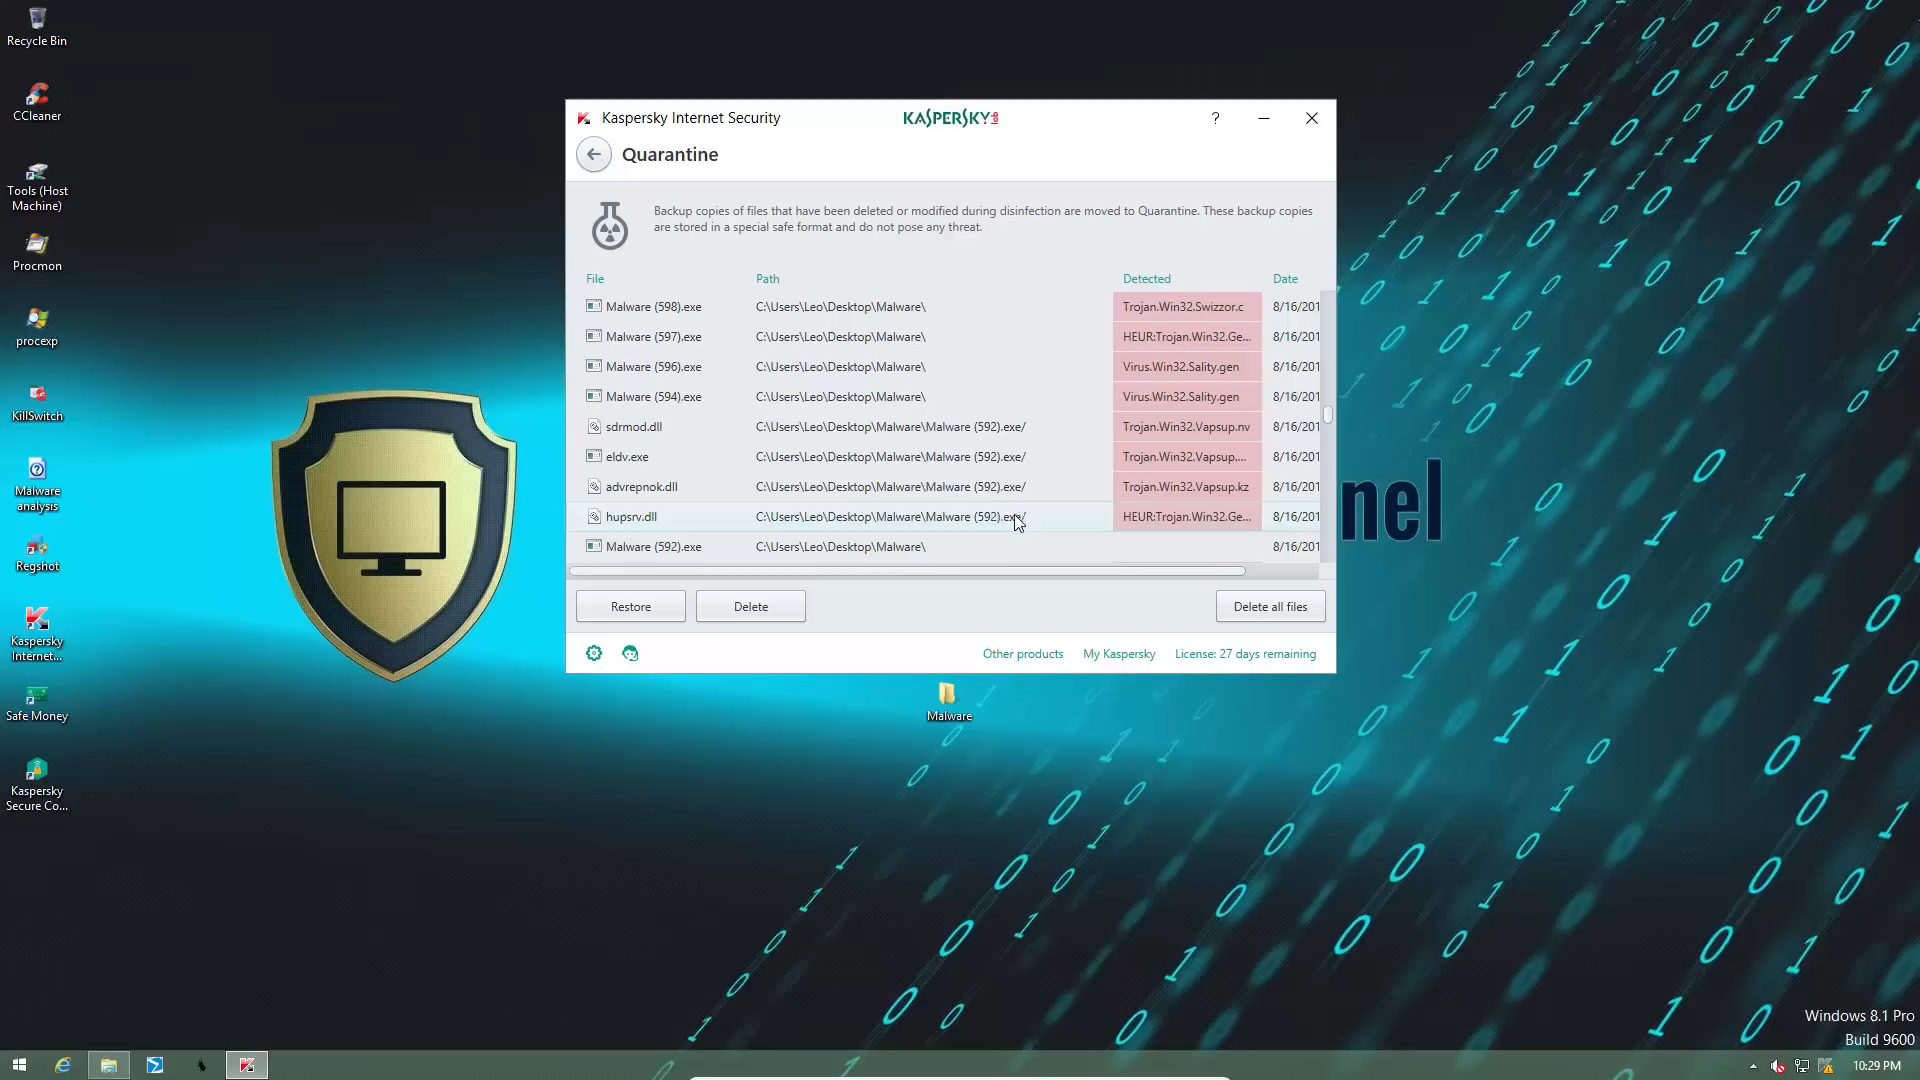 Recycle Bin
CCleaner
Tools (Host
Machine)
Procmon
procexp
KillSwitch
Malware
analysis
Regshot
Kaspersky
Internet...
Safe Money
Kaspersky
Secure Co...
Kaspersky Internet Security
KASPERSKY lab
?
Quarantine
Backup copies of files that have been deleted or modified during disinfection are moved to Quarantine. These backup copies
are stored in a special safe format and do not pose any threat.
File Path Detected Date
Malware (598).exe C:\Users\Leo\Desktop\Malware\ Trojan.Win32.Swizzor.c 8/16/201
Malware (597).exe C:\Users\Leo\Desktop\Malware\ HEUR:Trojan.Win32.Ge... 8/16/201
Malware (596).exe C:\Users\Leo\Desktop\Malware\ Virus.Win32.Sality.gen 8/16/201
Malware (594).exe C:\Users\Leo\Desktop\Malware\ Virus.Win32.Sality.gen 8/16/201
sdrmod.dll C:\Users\Leo\Desktop\Malware\Malware (592).exe/ Trojan.Win32.Vapsup.nv 8/16/201
eldv.exe C:\Users\Leo\Desktop\Malware\Malware (592).exe/ Trojan.Win32.Vapsup.... 8/16/201
advrepnok.dll C:\Users\Leo\Desktop\Malware\Malware (592).exe/ Trojan.Win32.Vapsup.kz 8/16/201
hupsrv.dll C:\Users\Leo\Desktop\Malware\Malware (592).exe/ HEUR:Trojan.Win32.Ge... 8/16/201
Malware (592).exe C:\Users\Leo\Desktop\Malware\ 8/16/201
Restore Delete Delete all files
Other products My Kaspersky License: 27 days remaining
nel
Malware
Windows 8.1 Pro
Build 9600
10:29 PM